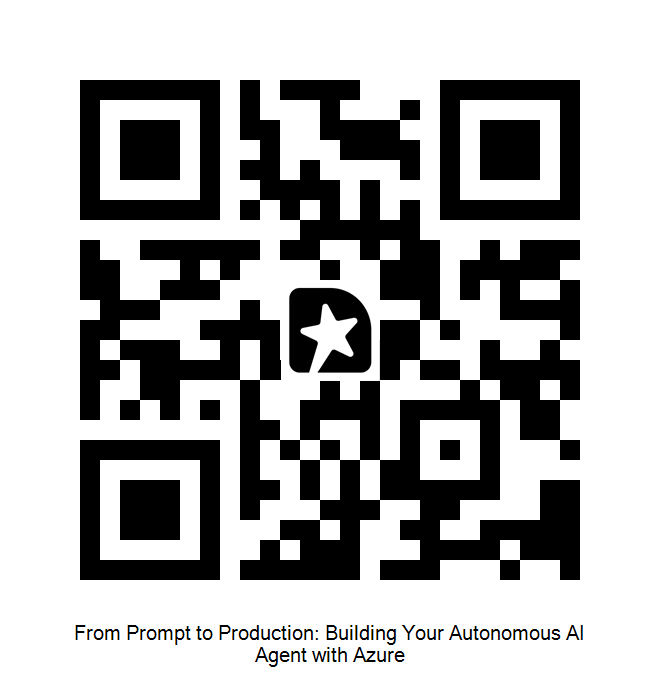 From Prompt to Production: Building Your Autonomous AI
Agent with Azure